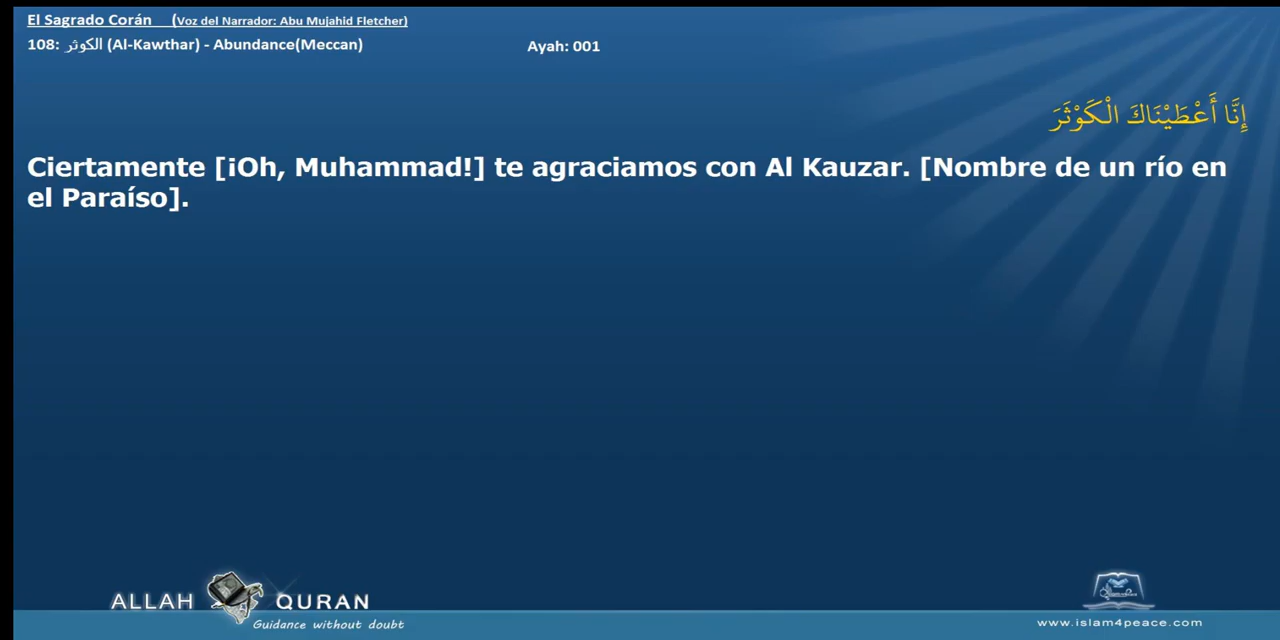 El Sagrado Corán (Voz del Narrador: Abu Mujahid Fletcher)
108: الكوثر (Al-Kawthar) - Abundance(Meccan)
Ayah: 001
إِنَّا أَعْطَيْنَاكَ الْكَوْثَرَ
Ciertamente [¡Oh, Muhammad!] te agraciamos con Al Kauzar. [Nombre de un río en
el Paraíso].
ALLAH QURAN
Guidance without doubt
www.islam4peace.com